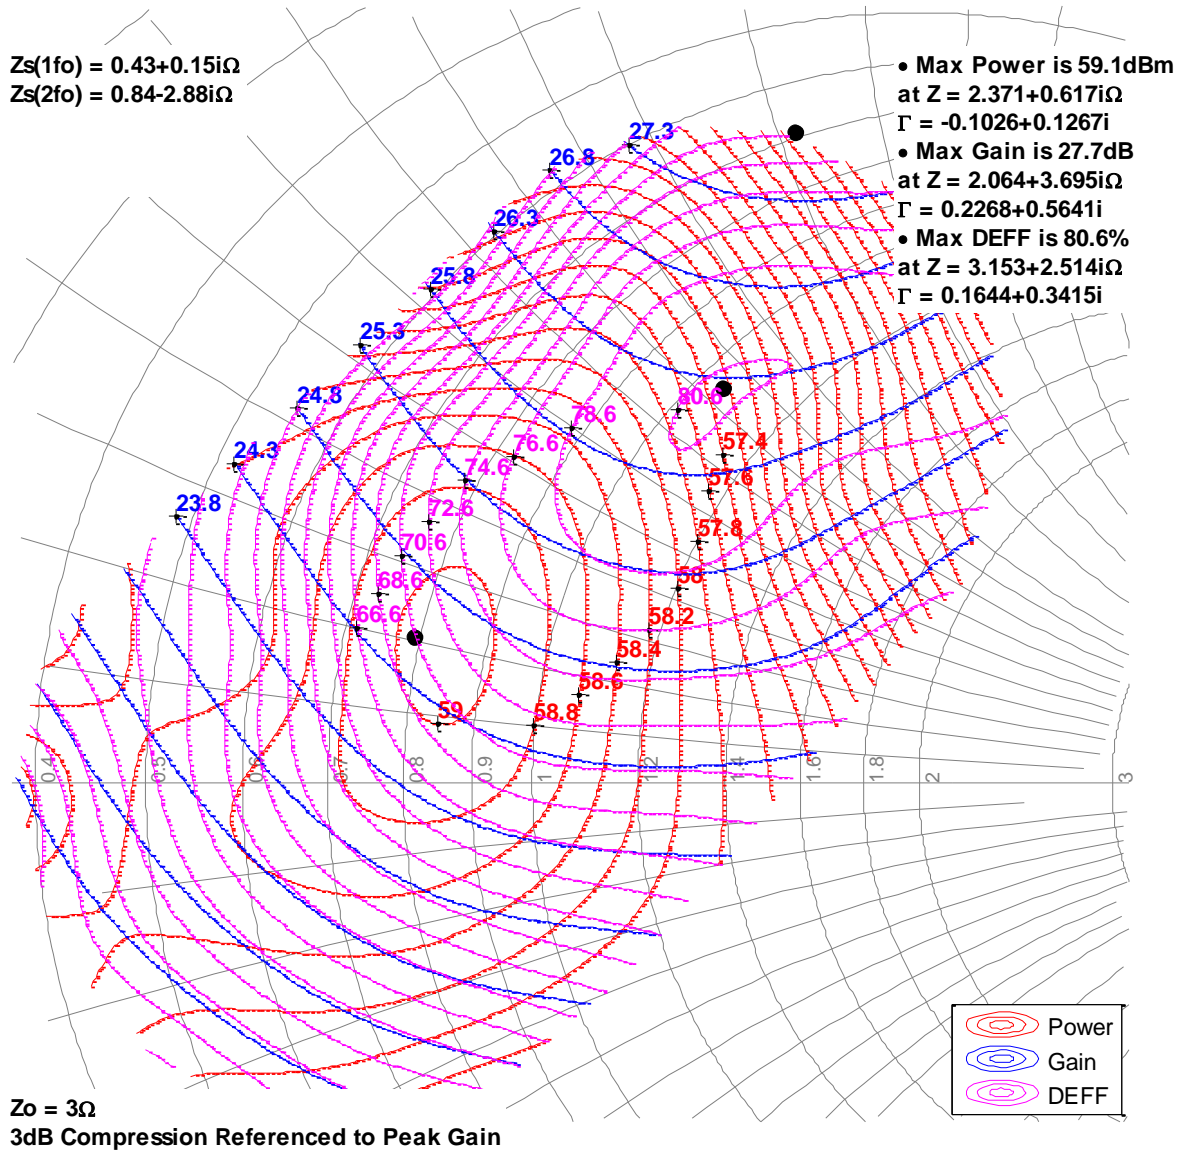 Zs(1fo) = 0.43+0.15iΩ
Zs(2fo) = 0.84-2.88iΩ
• Max Power is 59.1dBm
at Z = 2.371+0.617iΩ
Γ = -0.1026+0.1267i
• Max Gain is 27.7dB
at Z = 2.064+3.695iΩ
Γ = 0.2268+0.5641i
• Max DEFF is 80.6%
at Z = 3.153+2.514iΩ
Γ = 0.1644+0.3415i
27.3
26.8
26.3
25.8
25.3
24.8
24.3
23.8
80.6
78.6
76.6
74.6
72.6
70.6
68.6
66.6
57.4
57.6
57.8
58
58.2
58.4
58.6
58.8
59
0.4
0.5
0.6
0.7
0.8
0.9
1
1.2
1.4
1.6
1.8
2
3
Power
Gain
DEFF
Zo = 3Ω
3dB Compression Referenced to Peak Gain